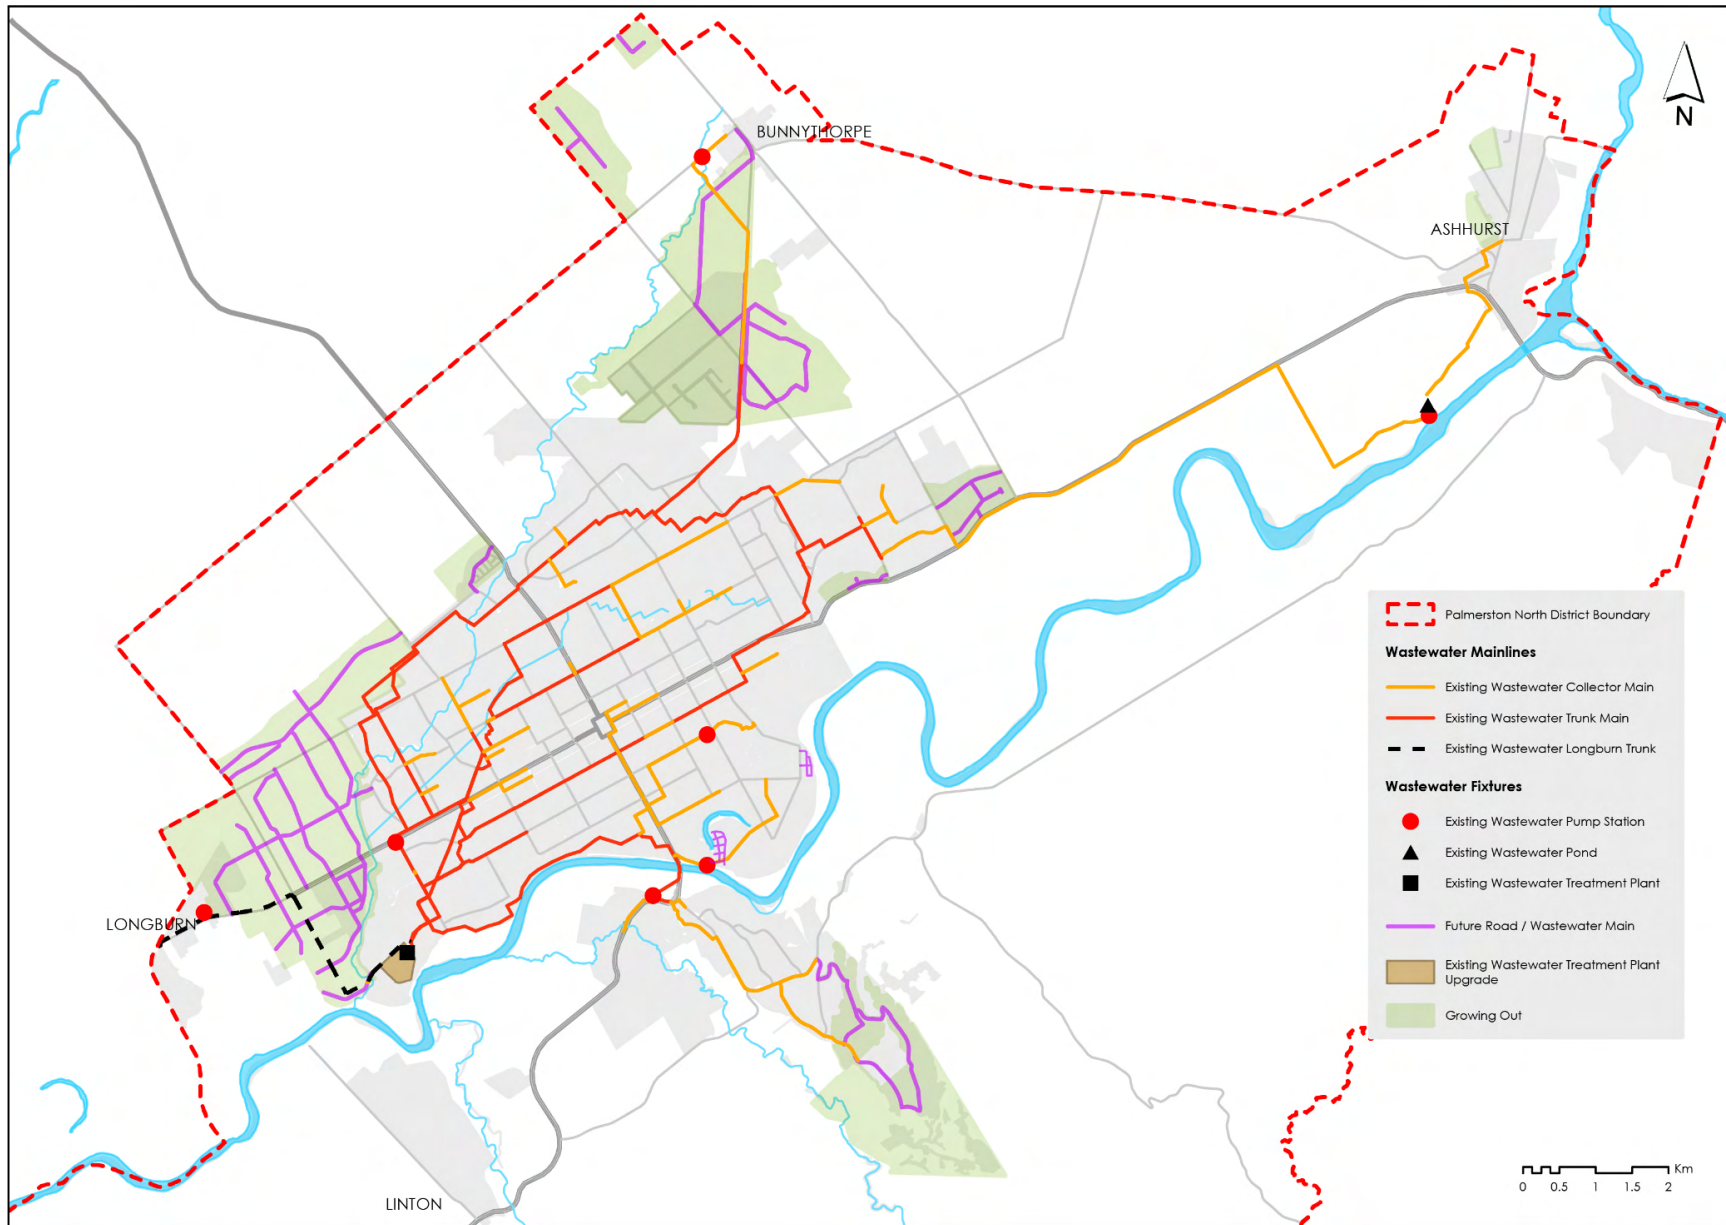 N
BUNNYTHORPE
ASHHURST
LONGBURN
LINTON
Palmerston North District Boundary
Wastewater Mainlines
Existing Wastewater Collector Main
Existing Wastewater Trunk Main
Existing Wastewater Longburn Trunk
Wastewater Fixtures
Existing Wastewater Pump Station
Existing Wastewater Pond
Existing Wastewater Treatment Plant
Future Road / Wastewater Main
Existing Wastewater Treatment Plant
Upgrade
Growing Out
Km
0 0.5 1 1.5 2